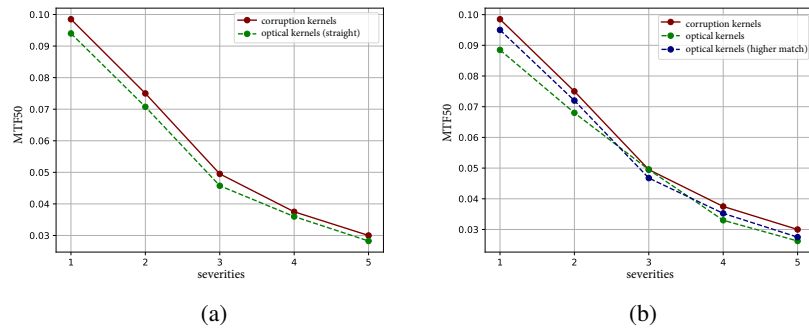 corruption kernels
optical kernels (straight)
0.10
0.09
0.08
0.07
0.06
0.05
0.04
0.03
MTF50
1 2 3 4 5
severities
(a)
corruption kernels
optical kernels
optical kernels (higher match)
0.10
0.09
0.08
0.07
0.06
0.05
0.04
0.03
MTF50
1 2 3 4 5
severities
(b)